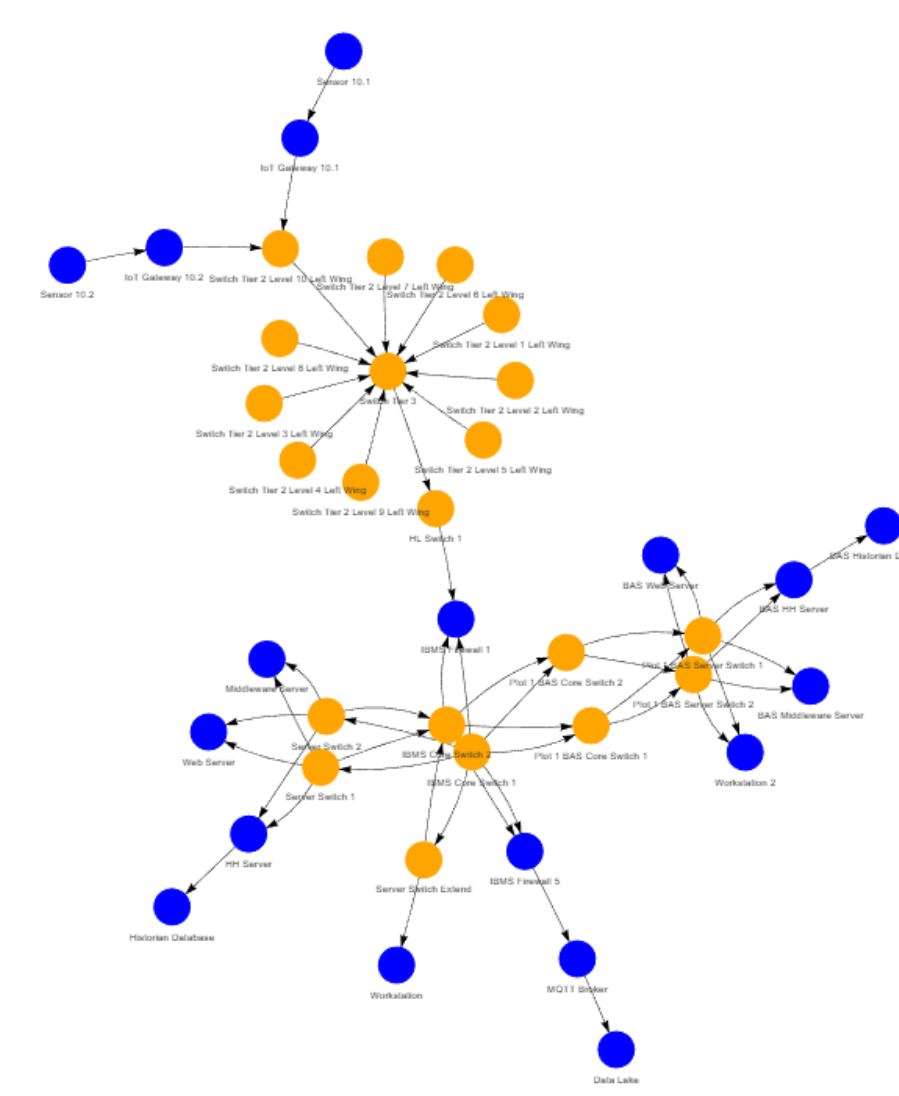 Sensor 10.1
IoT Gateway 10.1
IoT Gateway 10.2
Switch Tier 2 Level 10 Left Wing
Switch Tier 2 Level 7 Left Wing
Switch Tier 2 Level 6 Left Wing
Sensor 10.2
Switch Tier 2 Level 1 Left Wing
Switch Tier 2 Level 8 Left Wing
Switch Tier 3
Switch Tier 2 Level 2 Left Wing
Switch Tier 2 Level 3 Left Wing
Switch Tier 2 Level 5 Left Wing
Switch Tier 2 Level 4 Left Wing
Switch Tier 2 Level 9 Left Wing
HL Switch 1
BAS Historian D
BAS Web Server
BAS HH Server
IBMS Firewall 1
Plot 1 BAS Server Switch 1
Plot 1 BAS Core Switch 2
Middleware Server
Plot 1 BAS Server Switch 2
BAS Middleware Server
Server Switch 2
IBMS Core Switch 2
Plot 1 BAS Core Switch 1
Web Server
IBMS Core Switch 1
Workstation 2
Server Switch 1
HH Server
IBMS Firewall 5
Server Switch Extend
Historian Database
MQTT Broker
Workstation
Data Lake